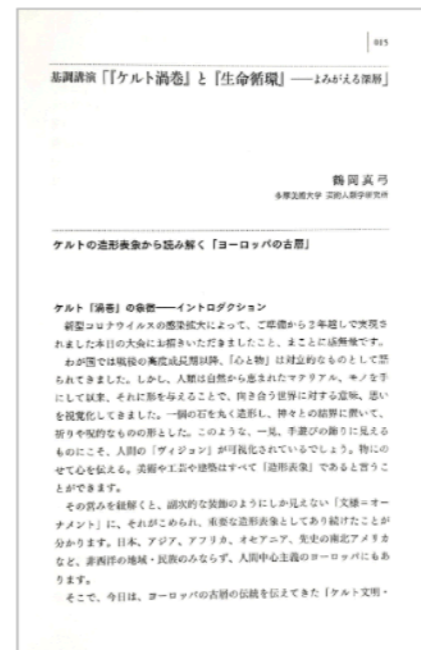 015
基調講演「『ケルト渦巻』と『生命循環』――よみがえる深層」
鶴岡真弓
多摩美術大学 芸術人類学研究所
ケルトの造形表象から読み解く「ヨーロッパの古層」
ケルト「渦巻」の象徴――イントロダクション
新型コロナウイルスの感染拡大によって、ご準備から2年越しで実現さ
れました本日の大会にお招きいただきましたこと、まことに感無量です。
わが国では戦後の高度成長期以降、「心と物」は対立的なものとして語
られてきました。しかし、人類は自然から恵まれたマテリアル、モノを手
にして以来、それに形を与えることで、向き合う世界に対する意味、思い
を視覚化してきました。一個の石を丸く造形し、神々との結界に置いて、
祈りや呪的なものの形とした。このような、一見、手遊びの飾りに見える
ものにこそ、人間の「ヴィジョン」が可視化されているでしょう。物にの
せて心を伝える。美術や工芸や建築はすべて「造形表象」であると言うこ
とができます。
その営みを紐解くと、副次的な装飾のようにしか見えない「文様＝オー
ナメント」に、それがこめられ、重要な造形表象としてあり続けたことが
分かります。日本、アジア、アフリカ、オセアニア、先史の南北アメリカ
など、非西洋の地域・民族のみならず、人間中心主義のヨーロッパにもあ
ります。
そこで、今日は、ヨーロッパの古層の伝統を伝えてきた「ケルト文明・